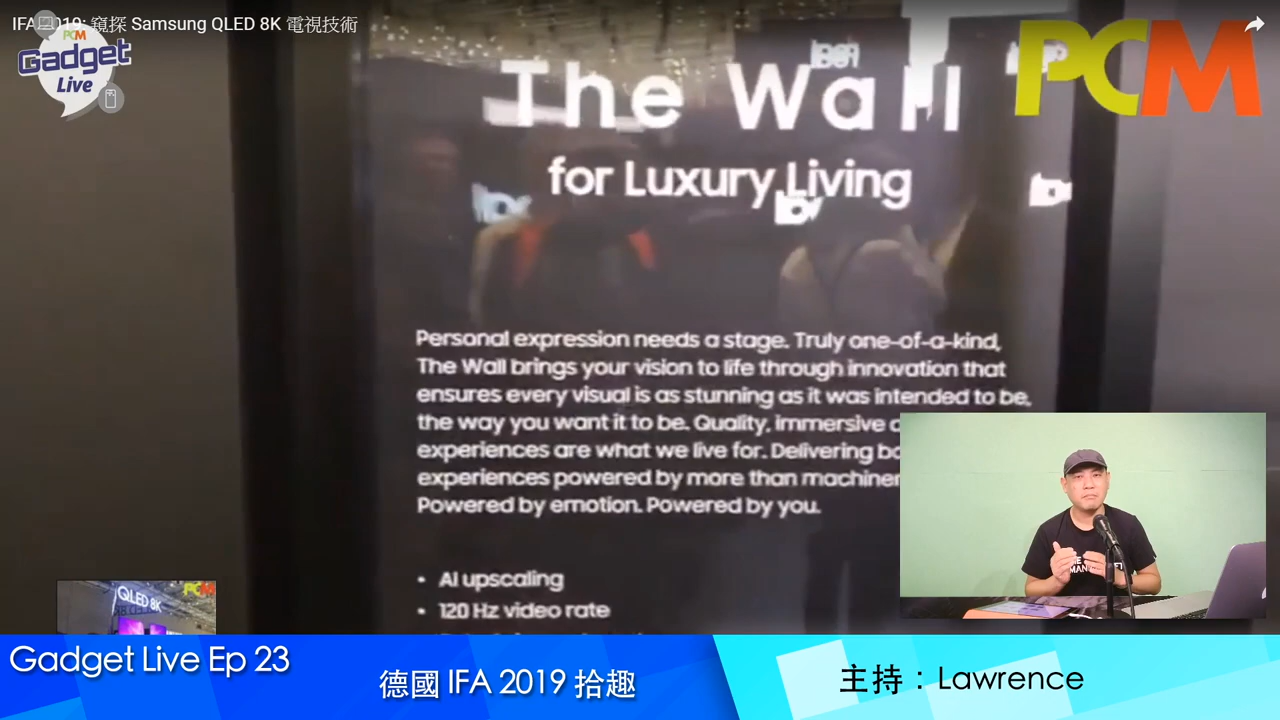 IFA 2019: 窺探 Samsung QLED 8K 電視技術
PCM
Gadget
Live
PCM
The Wall
for Luxury Living
Personal expression needs a stage. Truly one-of-a-kind,
The Wall brings your vision to life through innovation that
ensures every visual is as stunning as it was intended to be,
the way you want it to be. Quality, immersive
experiences are what we live for. Delivering
experiences powered by more than
Powered by emotion. Powered by you.
• AI upscaling
• 120 Hz video rate
PCM
QLED 8K
THE
MAN
Gadget Live Ep 23
德國 IFA 2019 拾趣
主持：Lawrence